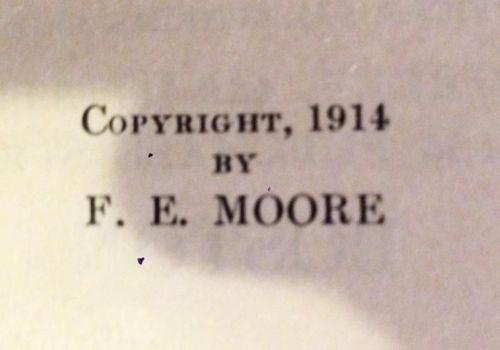 Copyright, 1914
BY
F. E. MOORE